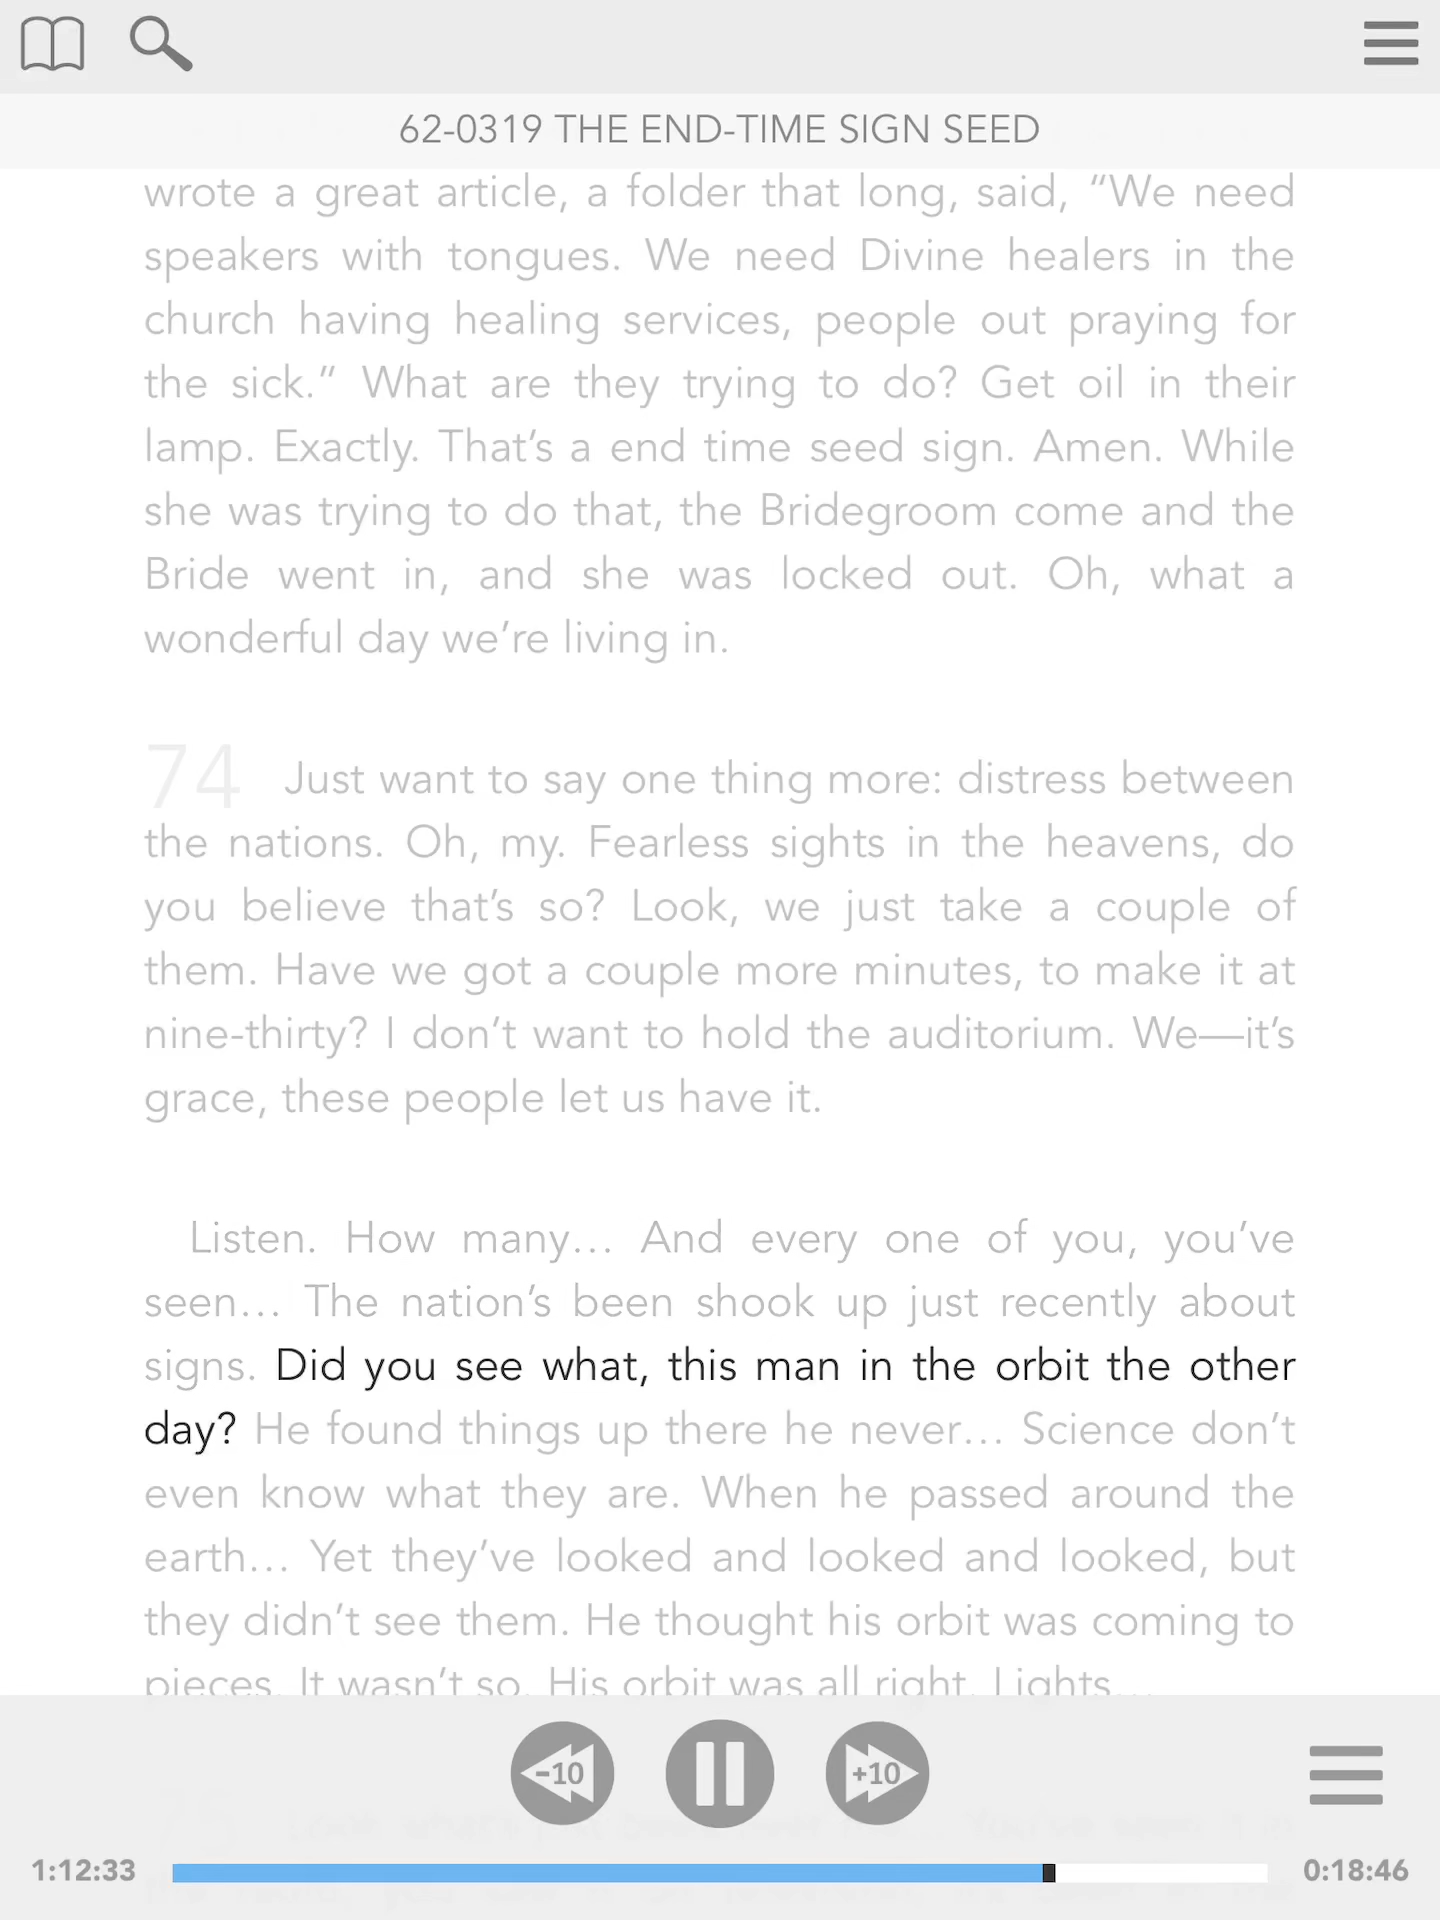 62-0319 THE END-TIME SIGN SEED
wrote a great article, a folder that long, said, “We need
speakers with tongues. We need Divine healers in the
church having healing services, people out praying for
the sick.” What are they trying to do? Get oil in their
lamp. Exactly. That’s a end time seed sign. Amen. While
she was trying to do that, the Bridegroom come and the
Bride went in, and she was locked out. Oh, what a
wonderful day we’re living in.
74 Just want to say one thing more: distress between
the nations. Oh, my. Fearless sights in the heavens, do
you believe that’s so? Look, we just take a couple of
them. Have we got a couple more minutes, to make it at
nine-thirty? I don’t want to hold the auditorium. We—it’s
grace, these people let us have it.
Listen. How many… And every one of you, you’ve
seen… The nation’s been shook up just recently about
signs. Did you see what, this man in the orbit the other
day? He found things up there he never… Science don’t
even know what they are. When he passed around the
earth… Yet they’ve looked and looked and looked, but
they didn’t see them. He thought his orbit was coming to
pieces. It wasn’t so. His orbit was all right. Lights…
-10 +10
1:12:33 0:18:46